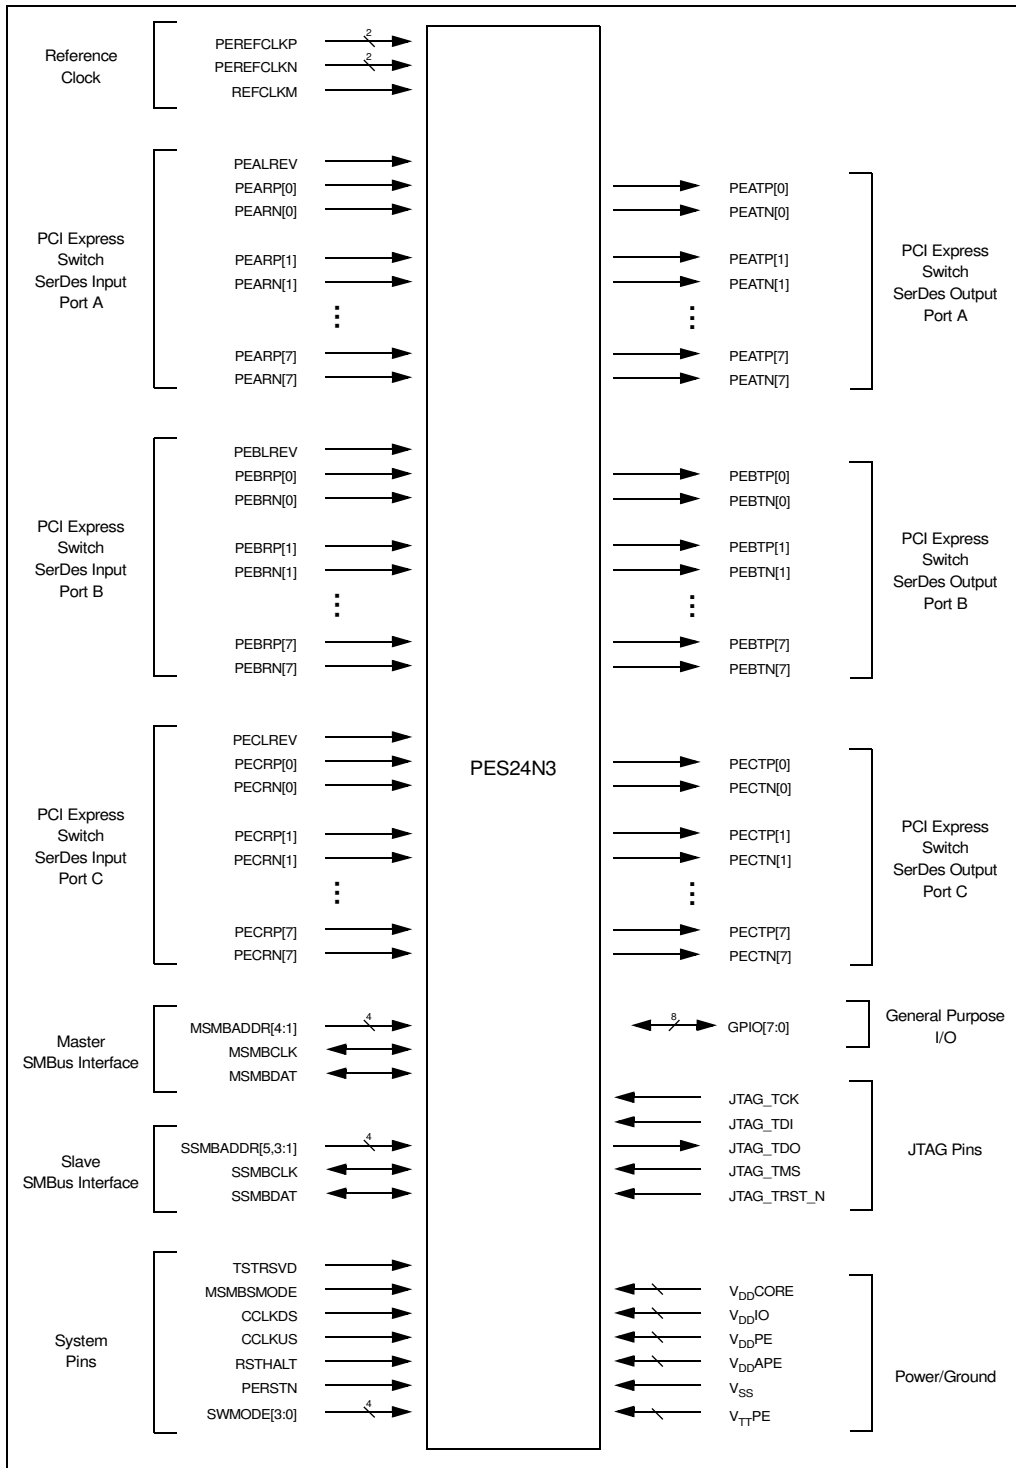 Reference
Clock
PEREFCLKP
2
PEREFCLKN
2
REFCLKM
PCI Express
Switch
SerDes Input
Port A
PEALREV
PEARP[0]
PEARN[0]
PEARP[1]
PEARN[1]
PEARP[7]
PEARN[7]
PEATP[0]
PEATN[0]
PEATP[1]
PEATN[1]
PEATP[7]
PEATN[7]
PCI Express
Switch
SerDes Output
Port A
PCI Express
Switch
SerDes Input
Port B
PEBLREV
PEBRP[0]
PEBRN[0]
PEBRP[1]
PEBRN[1]
PEBRP[7]
PEBRN[7]
PEBTP[0]
PEBTN[0]
PEBTP[1]
PEBTN[1]
PEBTP[7]
PEBTN[7]
PCI Express
Switch
SerDes Output
Port B
PCI Express
Switch
SerDes Input
Port C
PECLREV
PECRP[0]
PECRN[0]
PECRP[1]
PECRN[1]
PECRP[7]
PECRN[7]
PES24N3
PECTP[0]
PECTN[0]
PECTP[1]
PECTN[1]
PECTP[7]
PECTN[7]
PCI Express
Switch
SerDes Output
Port C
Master
SMBus Interface
MSMBADDR[4:1]
4
MSMBCLK
MSMBDAT
8
GPIO[7:0]
General Purpose
I/O
Slave
SMBus Interface
SSMBADDR[5,3:1]
4
SSMBCLK
SSMBDAT
JTAG_TCK
JTAG_TDI
JTAG_TDO
JTAG_TMS
JTAG_TRST_N
JTAG Pins
System
Pins
TSTRSVD
MSMBSMODE
CCLKDS
CCLKUS
RSTHALT
PERSTN
SWMODE[3:0]
4
VDDCORE
VDDIO
VDDPE
VDDAPE
VSS
VTTPE
Power/Ground